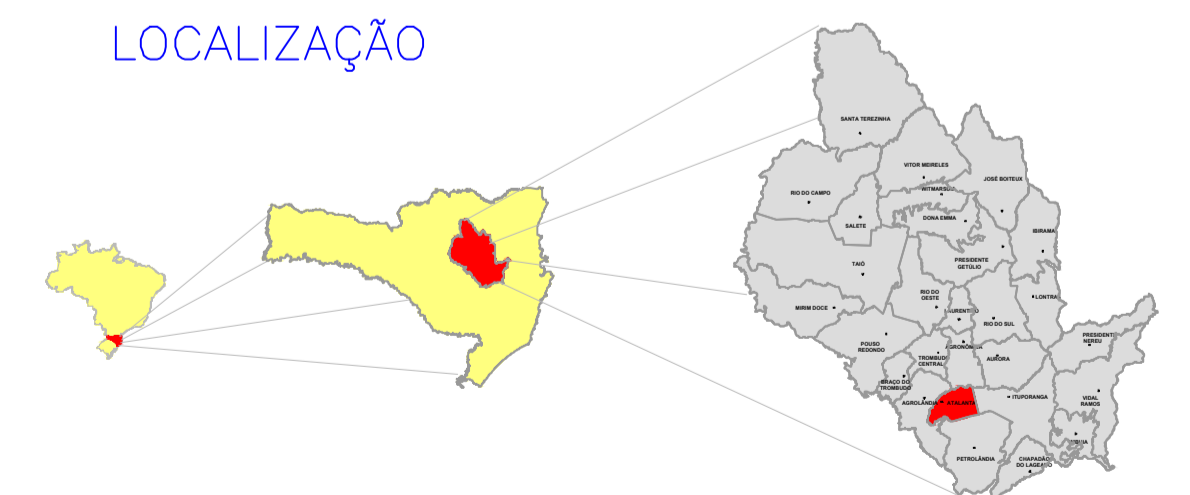 LOCALIZAÇÃO
SANTA TEREZINHA
VITOR MEIRELES
JOSÉ BOITEUX
RIO DO CAMPO
WITMARSUM
SALETE
DONA EMMA
IBIRAMA
TAIÓ
PRESIDENTE
GETÚLIO
RIO DO
OESTE
LONTRA
MIRIM DOCE
LAURENTINO
RIO DO SUL
POUSO
REDONDO
AGRONÔMICA
TROMBUDO
CENTRAL
AURORA
PRESIDENTE
NEREU
BRAÇO DO
TROMBUDO
AGROLÂNDIA
ATALANTA
ITUPORANGA
VIDAL
RAMOS
PETROLÂNDIA
CHAPADÃO
DO LAGEADO